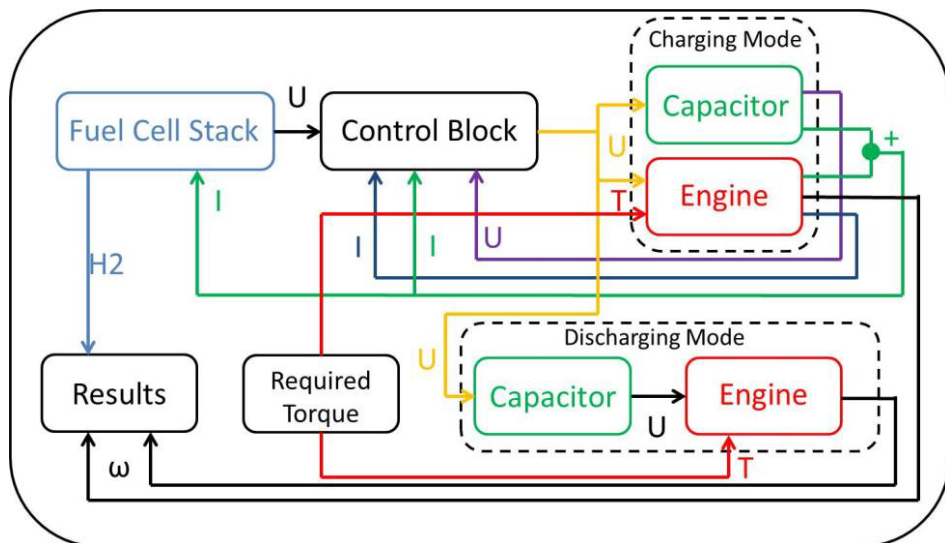 Charging Mode
U
Fuel Cell Stack
Control Block
Capacitor
U
+
I
T
Engine
I
I
U
H2
Discharging Mode
U
Results
Required
Torque
Capacitor
U
Engine
ω
T